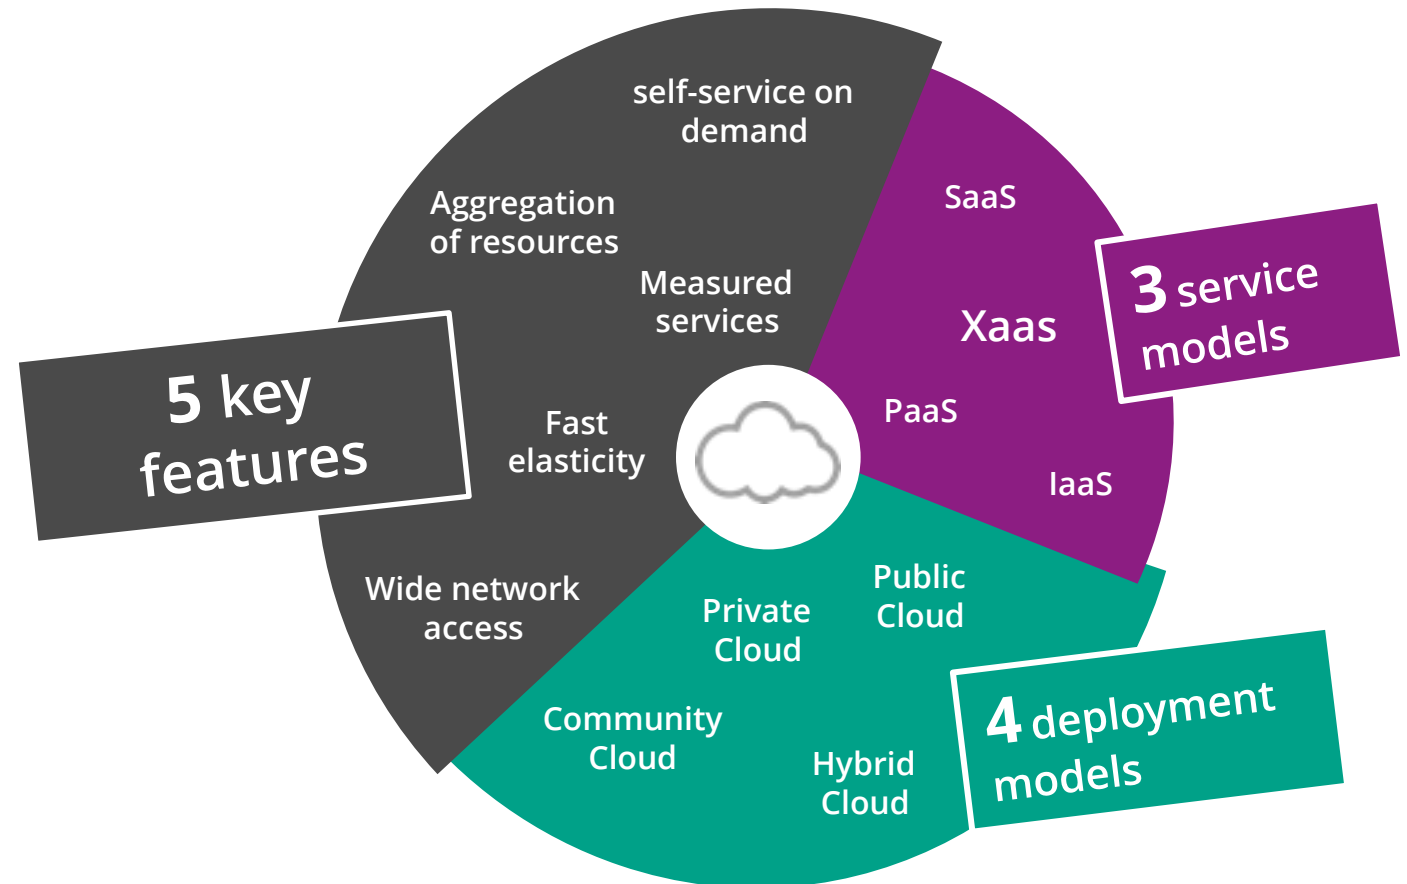 self-service on
demand
Aggregation
of resources
Measured
services
5 key
features
Fast
elasticity
Wide network
access
SaaS
Xaas
PaaS
IaaS
3 service
models
Public
Cloud
Private
Cloud
Community
Cloud
Hybrid
Cloud
4 deployment
models